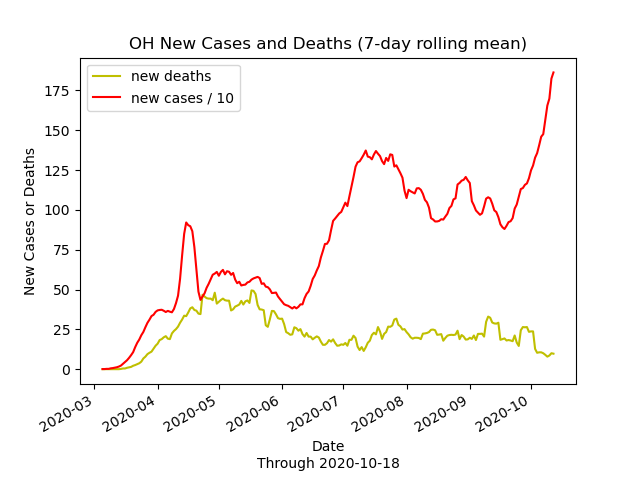 OH New Cases and Deaths (7-day rolling mean)
new deaths
new cases / 10
New Cases or Deaths
175
150
125
100
75
50
25
0
2020-03
2020-04
2020-05
2020-06
2020-07
2020-08
2020-09
2020-10
Date
Through 2020-10-18